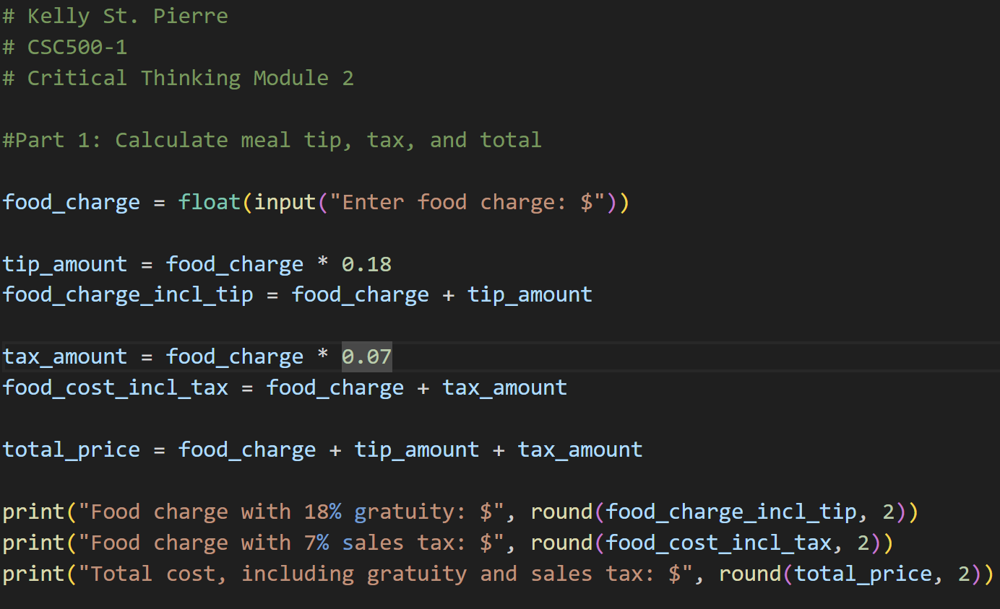 # Kelly St. Pierre
# CSC500-1
# Critical Thinking Module 2
#Part 1: Calculate meal tip, tax, and total
food_charge = float(input("Enter food charge: $"))
tip_amount = food_charge * 0.18
food_charge_incl_tip = food_charge + tip_amount
tax_amount = food_charge * 0.07
food_cost_incl_tax = food_charge + tax_amount
total_price = food_charge + tip_amount + tax_amount
print("Food charge with 18% gratuity: $", round(food_charge_incl_tip, 2))
print("Food charge with 7% sales tax: $", round(food_cost_incl_tax, 2))
print("Total cost, including gratuity and sales tax: $", round(total_price, 2))